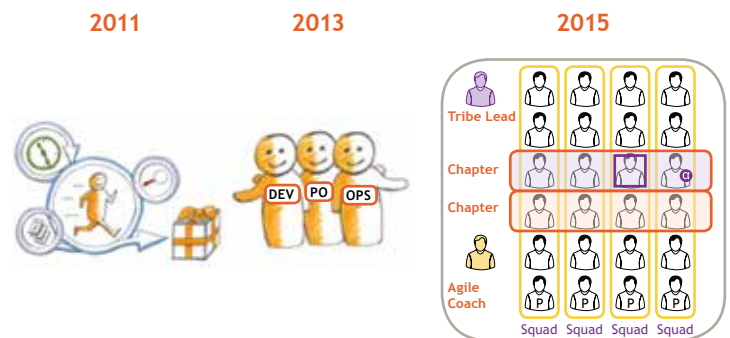 2011
2013
2015
DEV
PO
OPS
Tribe Lead
Chapter
Chapter
Agile
Coach
P P P P
Squad Squad Squad Squad